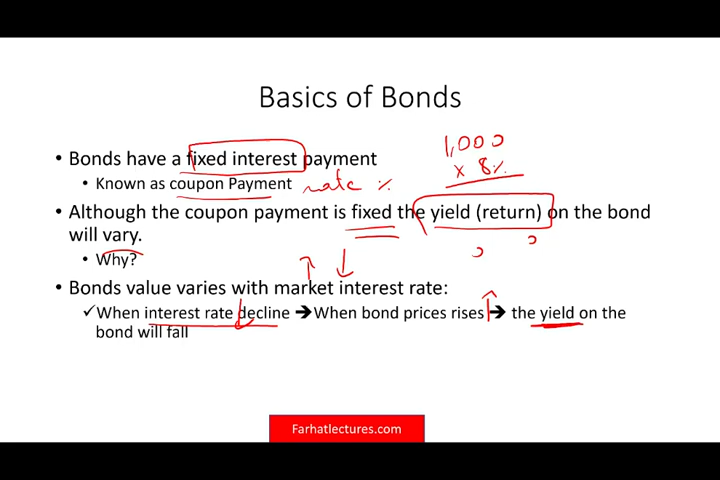 Basics of Bonds
• Bonds have a fixed interest payment
1,000
x 8%
• Known as coupon Payment rate %
• Although the coupon payment is fixed the yield (return) on the bond
will vary.
• Why?
• Bonds value varies with market interest rate:
✓When interest rate decline ➔When bond prices rises ➔ the yield on the
bond will fall
Farhatlectures.com